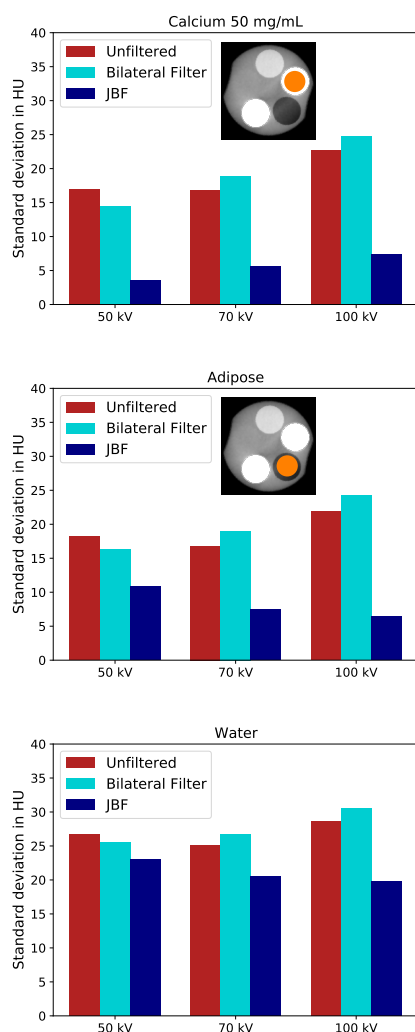 Calcium 50 mg/mL
Standard deviation in HU
40
35
30
25
20
15
10
5
0
Unfiltered
Bilateral Filter
JBF
50 kV
70 kV
100 kV
Adipose
Standard deviation in HU
40
35
30
25
20
15
10
5
0
Unfiltered
Bilateral Filter
JBF
50 kV
70 kV
100 kV
Water
Standard deviation in HU
40
35
30
25
20
15
10
5
0
Unfiltered
Bilateral Filter
JBF
50 kV
70 kV
100 kV